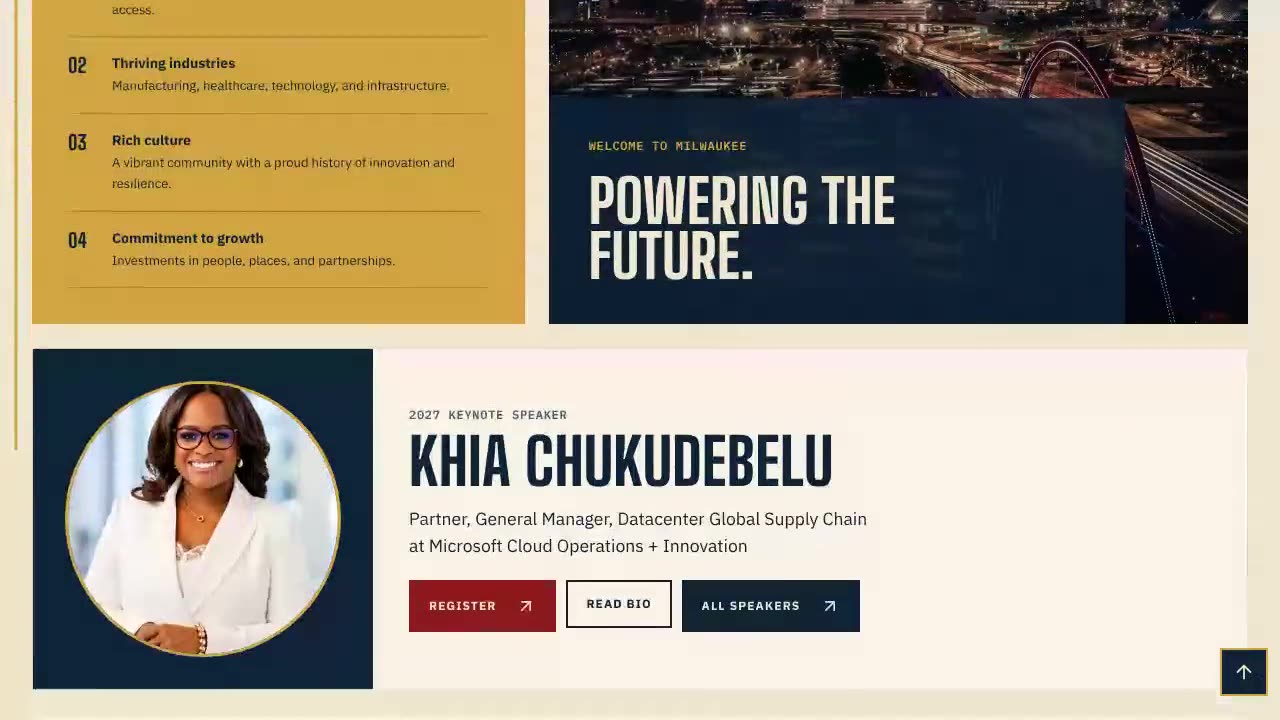 access.
02
Thriving industries
Manufacturing, healthcare, technology, and infrastructure.
03
Rich culture
A vibrant community with a proud history of innovation and
resilience.
04
Commitment to growth
Investments in people, places, and partnerships.
WELCOME TO MILWAUKEE
POWERING THE
FUTURE.
2027 KEYNOTE SPEAKER
KHIA CHUKUDEBELU
Partner, General Manager, Datacenter Global Supply Chain
at Microsoft Cloud Operations + Innovation
REGISTER
READ BIO
ALL SPEAKERS